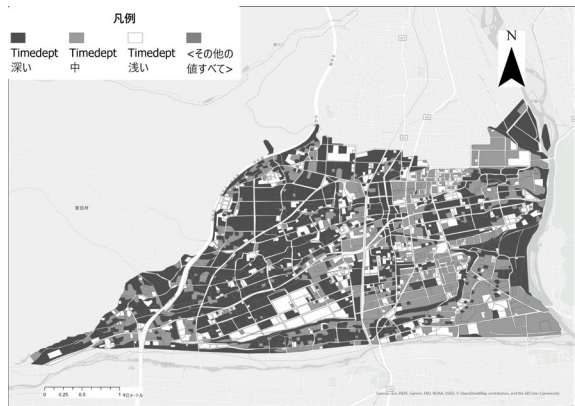 凡例
Timedept
深い
Timedept
中
Timedept
浅い
<その他の
値すべて>
N
0 0.25 0.5 1 キロメートル
Sources: Esri, HERE, Garmin, FAO, NOAA, USGS, © OpenStreetMap contributors, and the GIS User Community